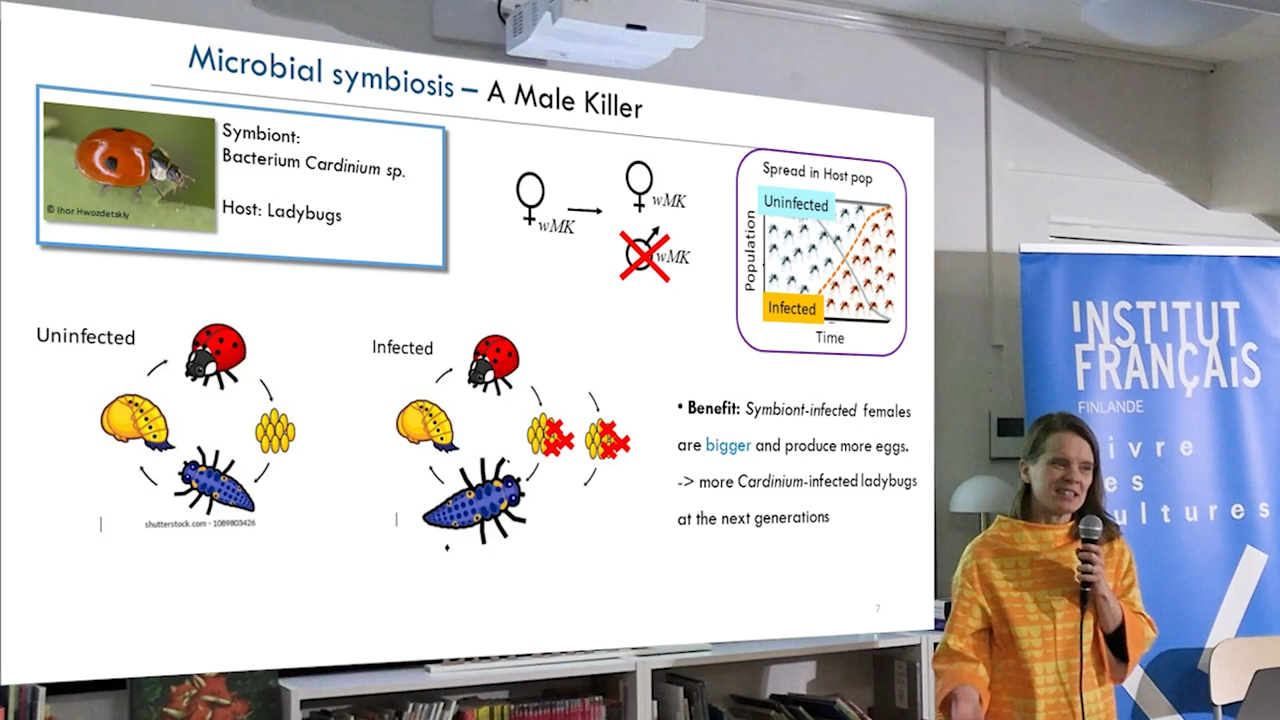 Microbial symbiosis – A Male Killer
Symbiont:
Bacterium Cardinium sp.
Host: Ladybugs
© Ihor Hwozdetskiy
wMK
wMK
wMK
Spread in Host pop
Uninfected
Population
Infected
Time
Uninfected
Infected
shutterstock.com · 1089803426
• Benefit: Symbiont-infected females
are bigger and produce more eggs.
-> more Cardinium-infected ladybugs
at the next generations
7
INSTITUT
FRANÇAIS
FINLANDE
ivre
es
ultures